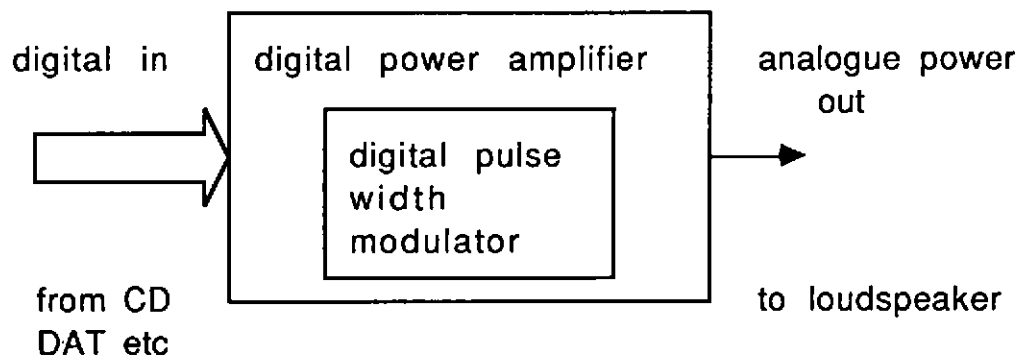 digital in
digital power amplifier
analogue power
out
digital pulse
width
modulator
from CD
DAT etc
to loudspeaker